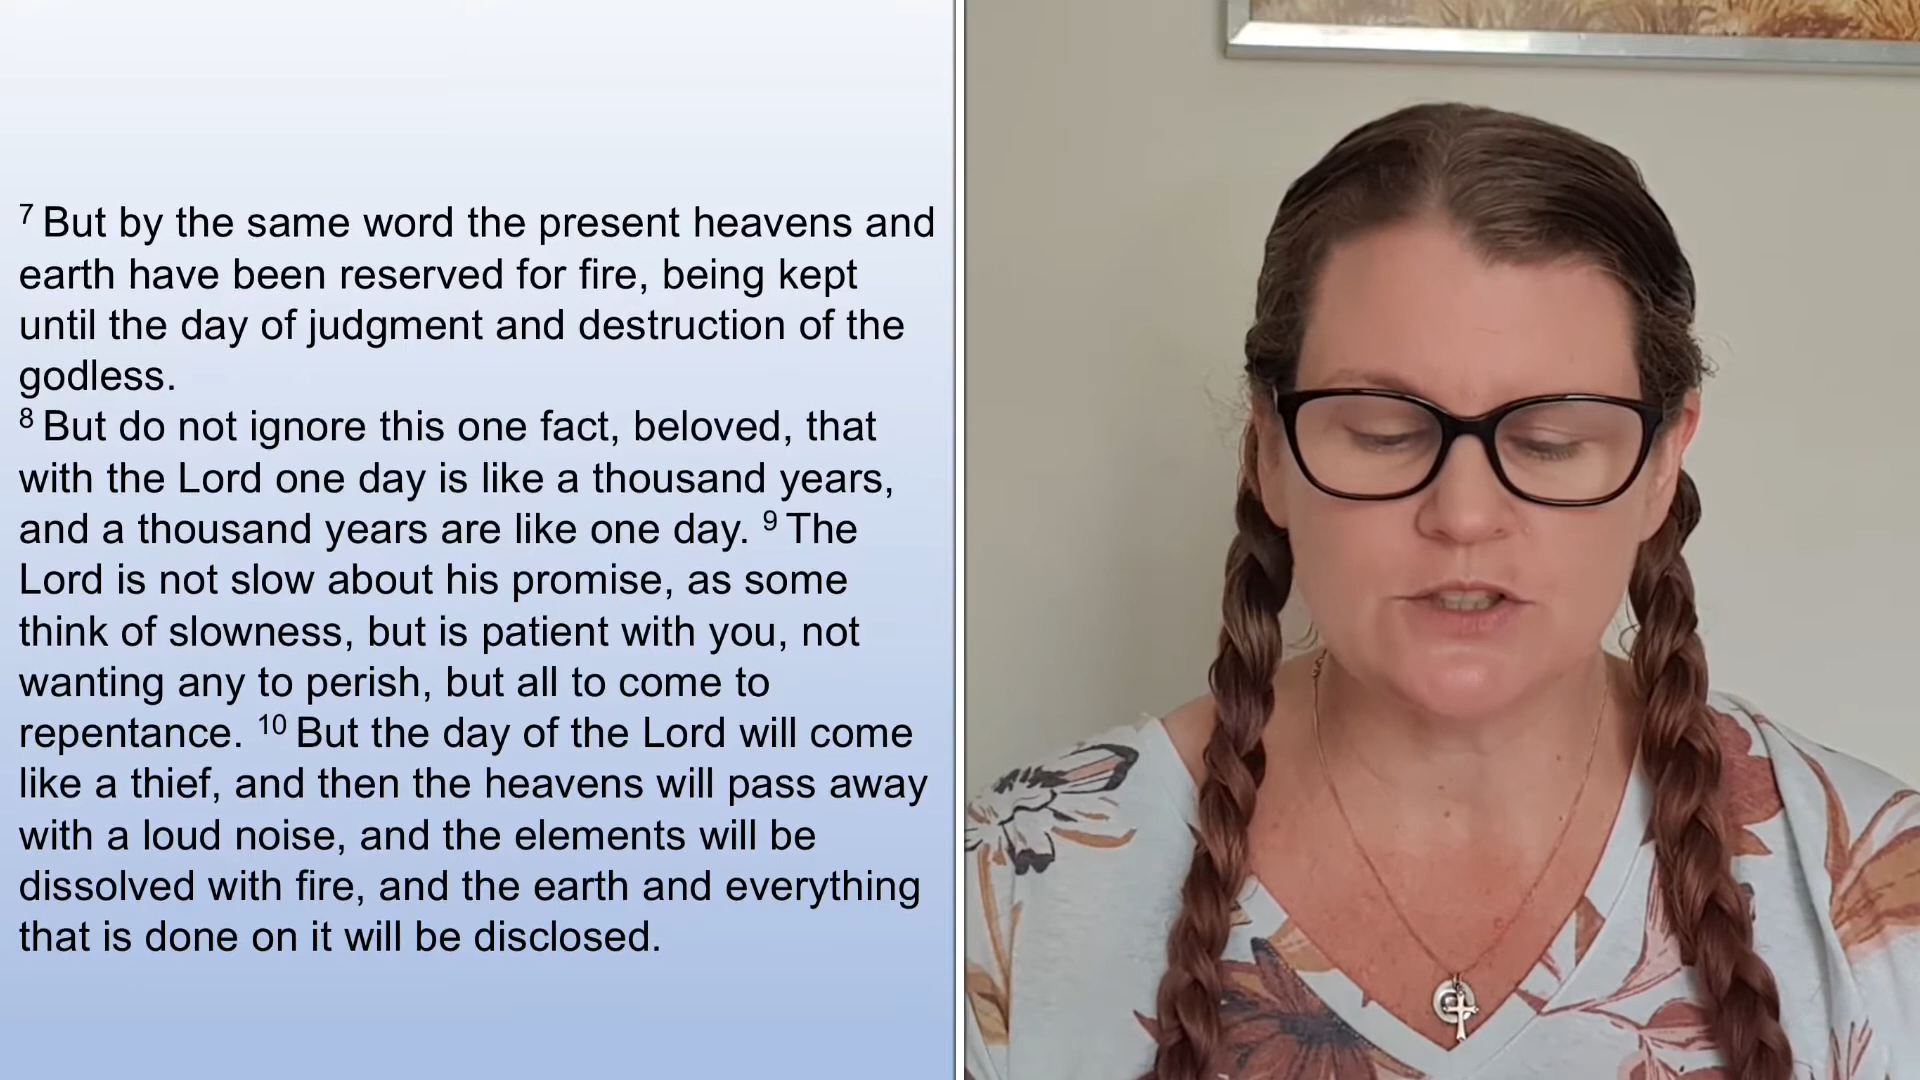 7 But by the same word the present heavens and
earth have been reserved for fire, being kept
until the day of judgment and destruction of the
godless.
8 But do not ignore this one fact, beloved, that
with the Lord one day is like a thousand years,
and a thousand years are like one day. 9 The
Lord is not slow about his promise, as some
think of slowness, but is patient with you, not
wanting any to perish, but all to come to
repentance. 10 But the day of the Lord will come
like a thief, and then the heavens will pass away
with a loud noise, and the elements will be
dissolved with fire, and the earth and everything
that is done on it will be disclosed.